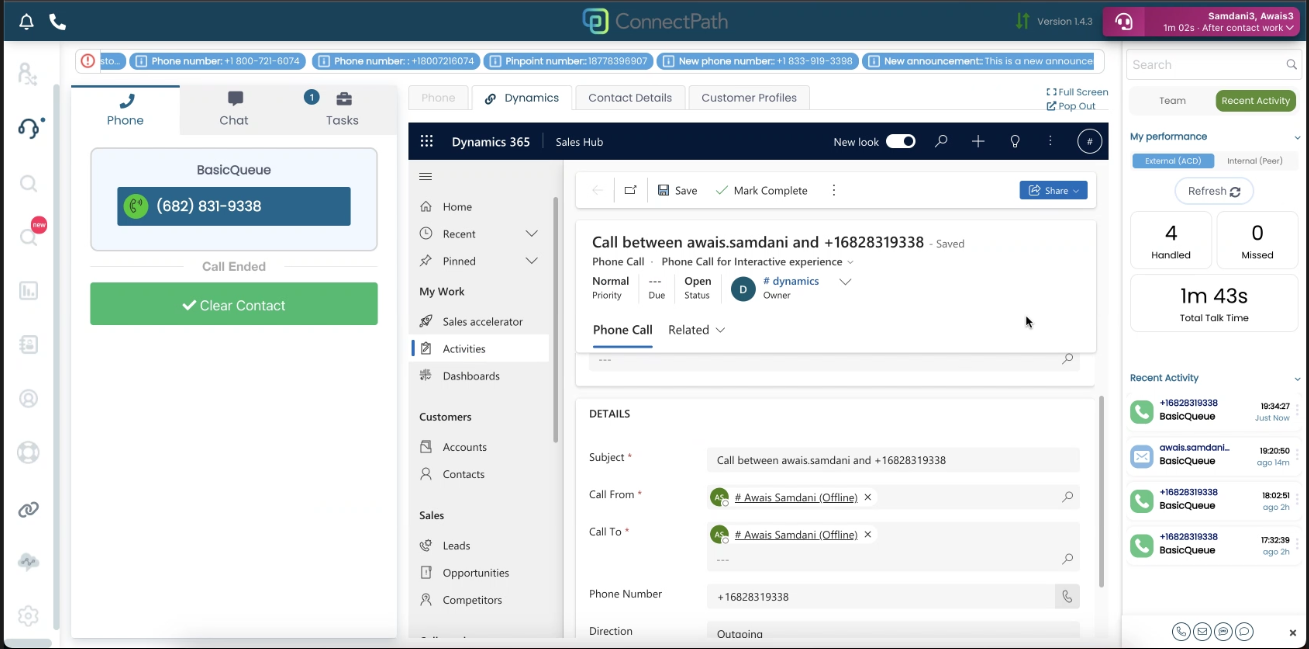 ConnectPath
Version 1.4.3
Samdani3, Awais3
1m 02s · After contact work
sto...
Phone number: +1 800-721-6074
Phone number: : +18007216074
Pinpoint number:: 18778396907
New phone number:: +1 833-919-3398
New announcement:: This is a new announce
Phone
Chat
1
Tasks
new
BasicQueue
(682) 831-9338
Call Ended
Clear Contact
Phone
Dynamics
Contact Details
Customer Profiles
Full Screen
Pop Out
Dynamics 365
Sales Hub
New look
#
Home
Recent
Pinned
My Work
Sales accelerator
Activities
Dashboards
Customers
Accounts
Contacts
Sales
Leads
Opportunities
Competitors
Save
Mark Complete
Share
Call between awais.samdani and +16828319338 - Saved
Phone Call · Phone Call for Interactive experience
Normal
Priority
---
Due
Open
Status
D
# dynamics
Owner
Phone Call
Related
---
DETAILS
Subject *
Call between awais.samdani and +16828319338
Call From *
AS
# Awais Samdani (Offline)
Call To *
AS
# Awais Samdani (Offline)
---
Phone Number
+16828319338
Direction
Outgoing
Search
Team
Recent Activity
My performance
External (ACD)
Internal (Peer)
Refresh
4
Handled
0
Missed
1m 43s
Total Talk Time
Recent Activity
+16828319338
19:34:27
BasicQueue
Just Now
awais.samdani...
19:20:50
BasicQueue
ago 14m
+16828319338
18:02:51
BasicQueue
ago 2h
+16828319338
17:32:39
BasicQueue
ago 2h